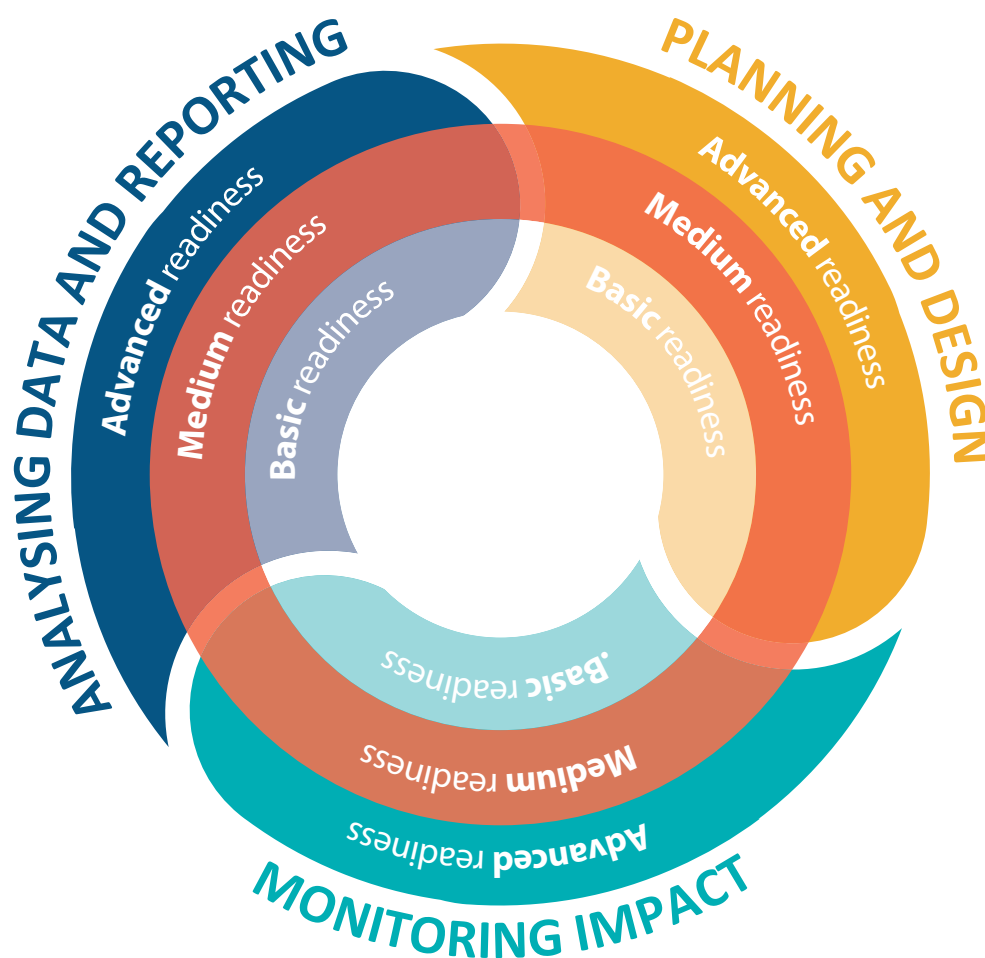 PLANNING AND DESIGN
Advanced readiness
Medium readiness
Basic readiness
MONITORING IMPACT
.Basic readiness
Medium readiness
Advanced readiness
ANALYSING DATA AND REPORTING
Advanced readiness
Medium readiness
Basic readiness